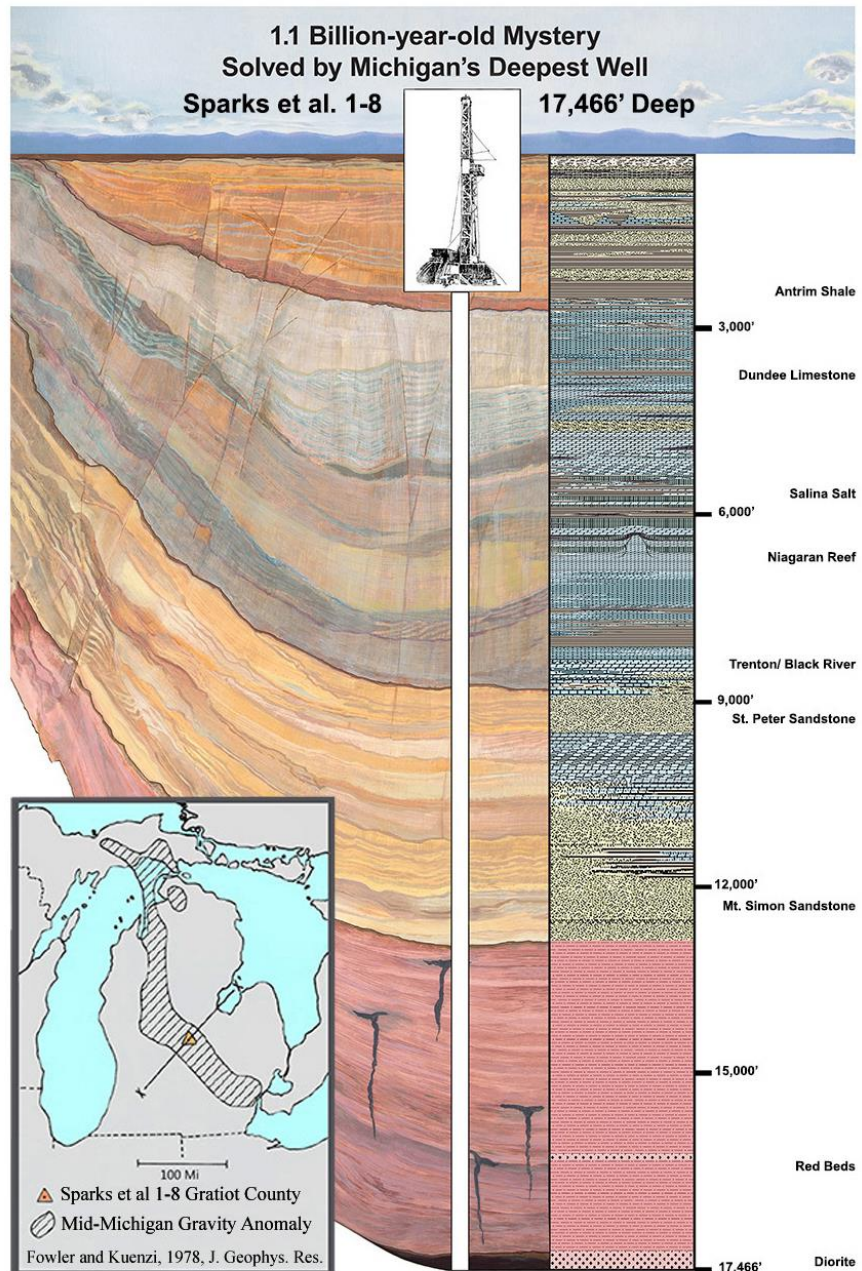 1.1 Billion-year-old Mystery
Solved by Michigan's Deepest Well
Sparks et al. 1-8 17,466' Deep
Antrim Shale
3,000'
Dundee Limestone
Salina Salt
6,000'
Niagaran Reef
Trenton/ Black River
9,000'
St. Peter Sandstone
12,000'
Mt. Simon Sandstone
15,000'
Red Beds
Diorite
17,466'
100 Mi
Sparks et al 1-8 Gratiot County
Mid-Michigan Gravity Anomaly
Fowler and Kuenzi, 1978, J. Geophys. Res.